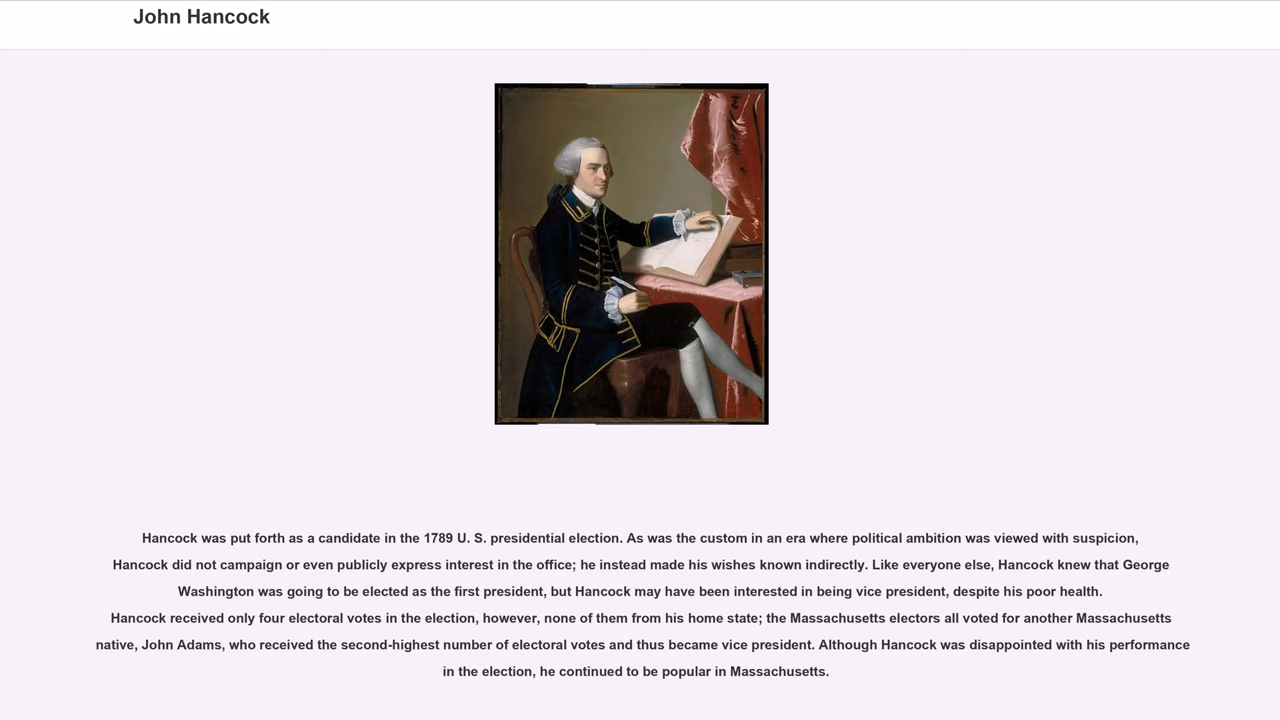 John Hancock
Hancock was put forth as a candidate in the 1789 U. S. presidential election. As was the custom in an era where political ambition was viewed with suspicion,
Hancock did not campaign or even publicly express interest in the office; he instead made his wishes known indirectly. Like everyone else, Hancock knew that George
Washington was going to be elected as the first president, but Hancock may have been interested in being vice president, despite his poor health.
Hancock received only four electoral votes in the election, however, none of them from his home state; the Massachusetts electors all voted for another Massachusetts
native, John Adams, who received the second-highest number of electoral votes and thus became vice president. Although Hancock was disappointed with his performance
in the election, he continued to be popular in Massachusetts.